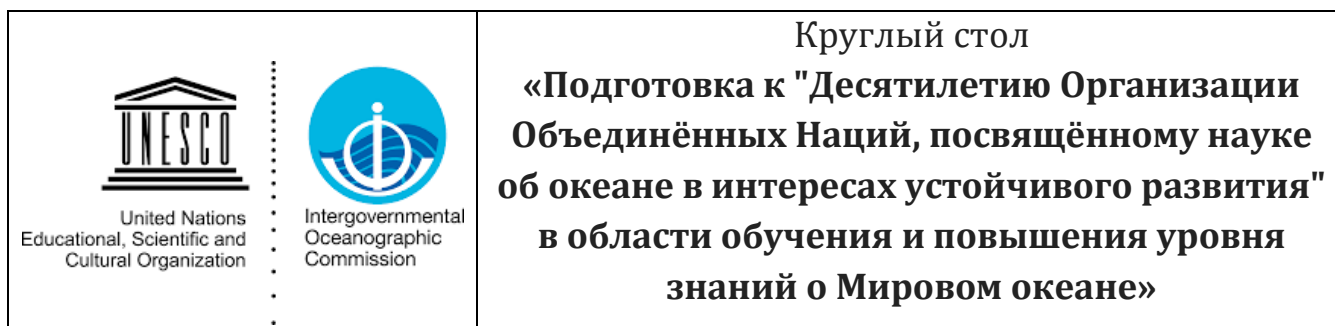 UNESCO
United Nations
Educational, Scientific and
Cultural Organization
Intergovernmental
Oceanographic
Commission
Круглый стол
«Подготовка к "Десятилетию Организации
Объединённых Наций, посвящённому науке
об океане в интересах устойчивого развития"
в области обучения и повышения уровня
знаний о Мировом океане»